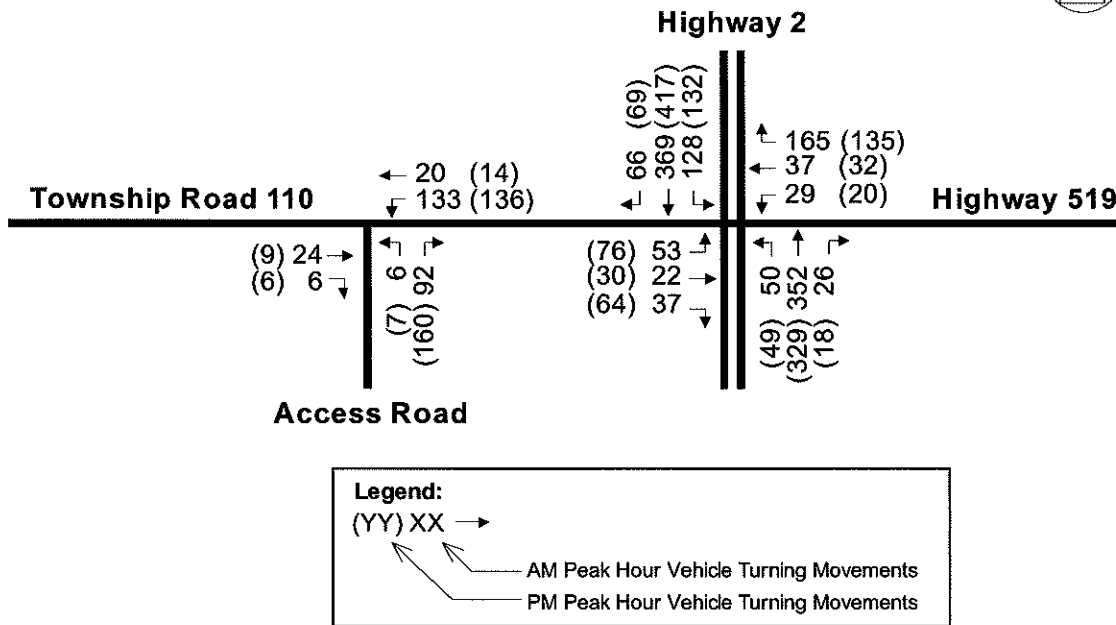 Highway 2
66 (69)
369 (417)
128 (132)
165 (135)
37 (32)
29 (20)
20 (14)
133 (136)
Township Road 110
Highway 519
(9) 24
(6) 6
6 (7)
92 (160)
(76) 53
(30) 22
(64) 37
(49) 50
(329) 352
(18) 26
Access Road
Legend:
(YY) XX
AM Peak Hour Vehicle Turning Movements
PM Peak Hour Vehicle Turning Movements